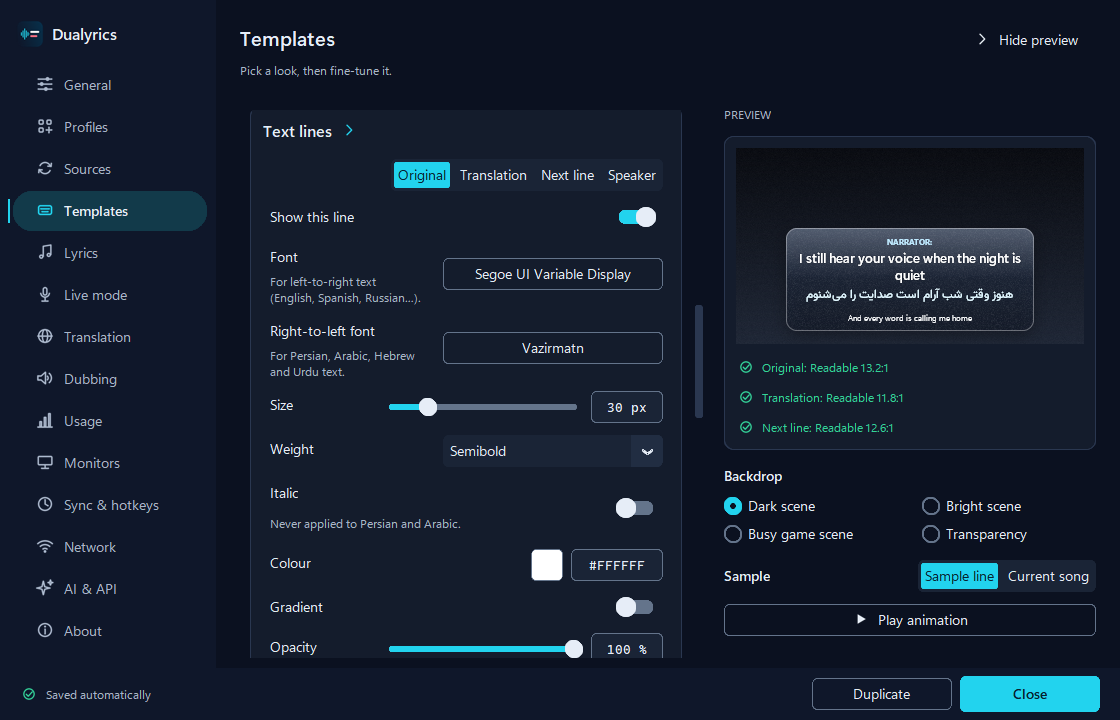 Dualyrics
General
Profiles
Sources
Templates
Lyrics
Live mode
Translation
Dubbing
Usage
Monitors
Sync & hotkeys
Network
AI & API
About
Saved automatically
Templates
Pick a look, then fine-tune it.
Hide preview
Text lines
Original Translation Next line Speaker
Show this line
Font
For left-to-right text
(English, Spanish, Russian...).
Segoe UI Variable Display
Right-to-left font
For Persian, Arabic, Hebrew
and Urdu text.
Vazirmatn
Size
30 px
Weight
Semibold
Italic
Never applied to Persian and Arabic.
Colour
#FFFFFF
Gradient
Opacity
100 %
PREVIEW
NARRATOR:
I still hear your voice when the night is
quiet
هنوز وقتی شب آرام است صدایت را می‌شنوم
And every word is calling me home
Original: Readable 13.2:1
Translation: Readable 11.8:1
Next line: Readable 12.6:1
Backdrop
Dark scene
Bright scene
Busy game scene
Transparency
Sample
Sample line Current song
Play animation
Duplicate
Close